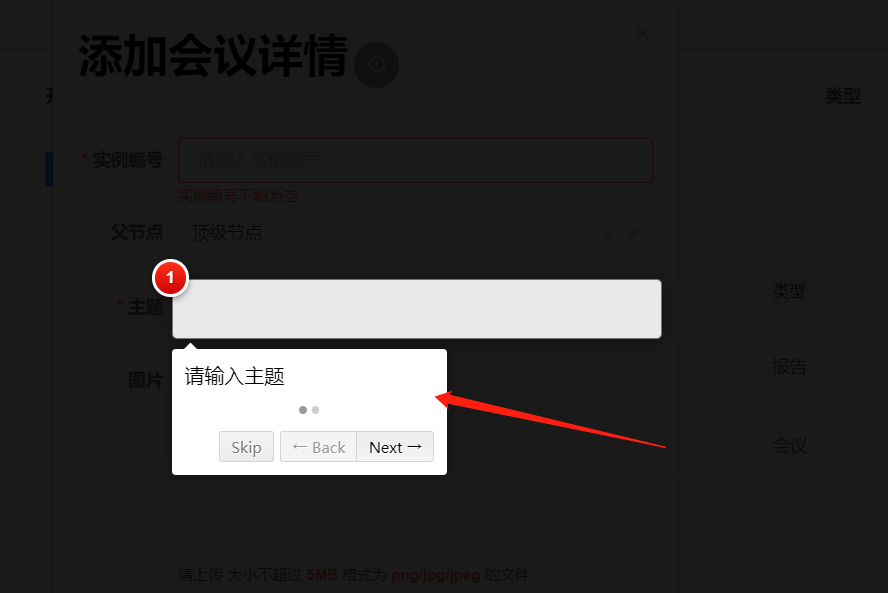 添加会议详情
开
类型
* 实例编号
请输入实例编号
实例编号不能为空
父节点
顶级节点
1
* 主题
类型
请输入主题
图片
报告
Skip
← Back
Next →
会议
请上传 大小不超过 5MB 格式为 png/jpg/jpeg 的文件